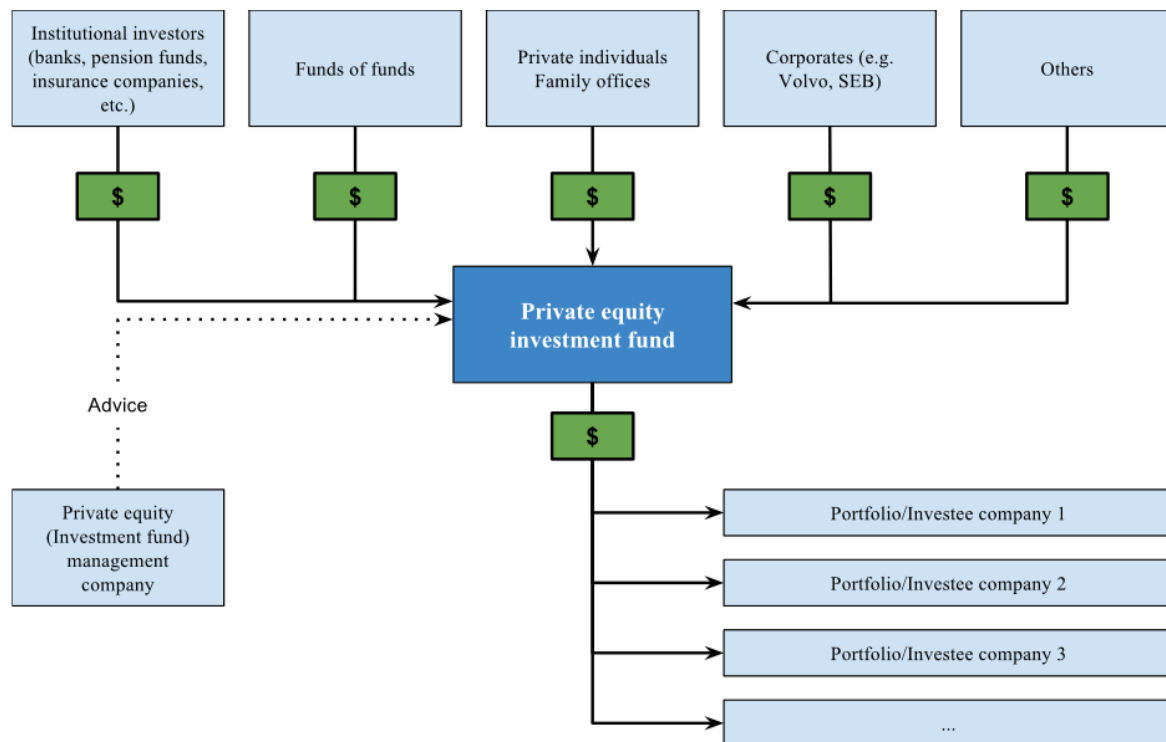 Institutional investors
(banks, pension funds,
insurance companies,
etc.)
Funds of funds
Private individuals
Family offices
Corporates (e.g.
Volvo, SEB)
Others
$
$
$
$
$
Private equity
investment fund
$
Advice
Private equity
(Investment fund)
management
company
Portfolio/Investee company 1
Portfolio/Investee company 2
Portfolio/Investee company 3
...